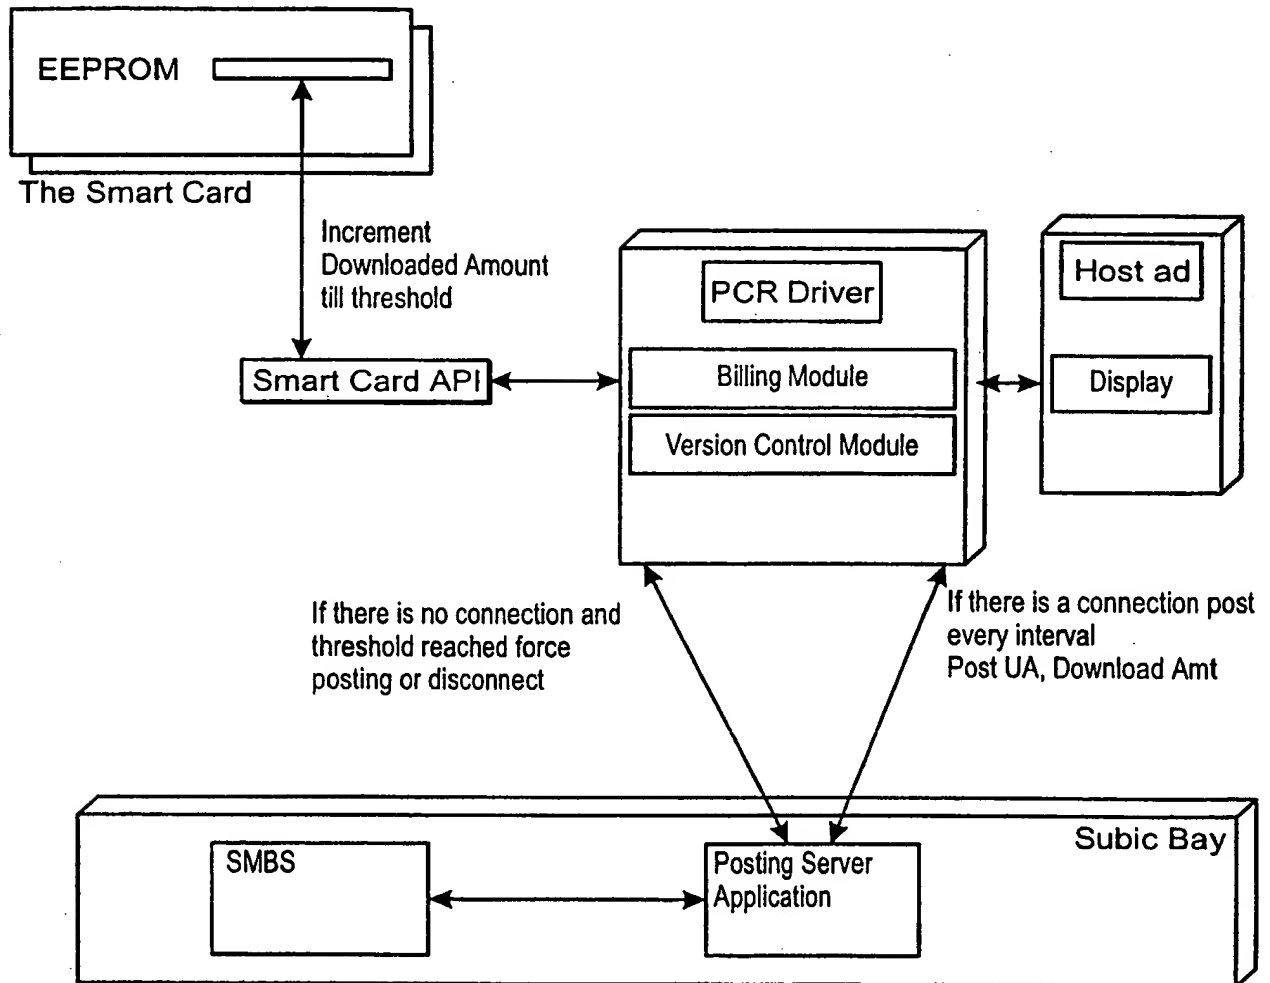 EEPROM
The Smart Card
Increment
Downloaded Amount
till threshold
Smart Card API
PCR Driver
Billing Module
Version Control Module
Host ad
Display
If there is no connection and
threshold reached force
posting or disconnect
If there is a connection post
every interval
Post UA, Download Amt
Subic Bay
SMBS
Posting Server
Application